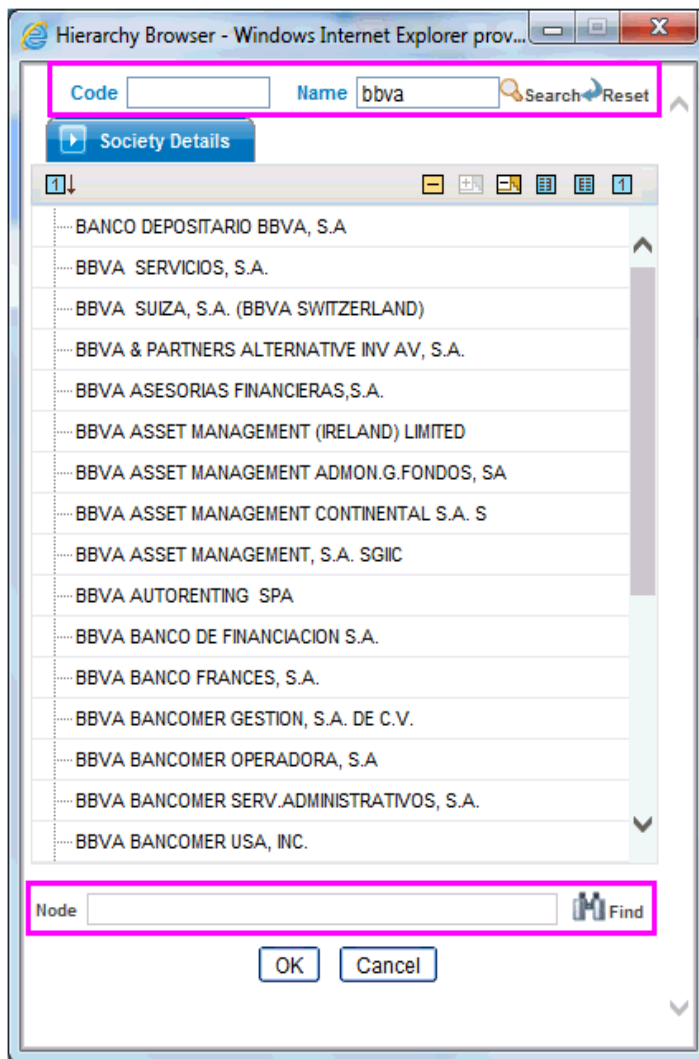 Hierarchy Browser - Windows Internet Explorer prov...
Code Name bbva Search Reset
Society Details
BANCO DEPOSITARIO BBVA, S.A
BBVA  SERVICIOS, S.A.
BBVA  SUIZA, S.A. (BBVA SWITZERLAND)
BBVA & PARTNERS ALTERNATIVE INV AV, S.A.
BBVA ASESORIAS FINANCIERAS,S.A.
BBVA ASSET MANAGEMENT (IRELAND) LIMITED
BBVA ASSET MANAGEMENT ADMON.G.FONDOS, SA
BBVA ASSET MANAGEMENT CONTINENTAL S.A. S
BBVA ASSET MANAGEMENT, S.A. SGIIC
BBVA AUTORENTING  SPA
BBVA BANCO DE FINANCIACION S.A.
BBVA BANCO FRANCES, S.A.
BBVA BANCOMER GESTION, S.A. DE C.V.
BBVA BANCOMER OPERADORA, S.A
BBVA BANCOMER SERV.ADMINISTRATIVOS, S.A.
BBVA BANCOMER USA, INC.
Node Find
OK Cancel